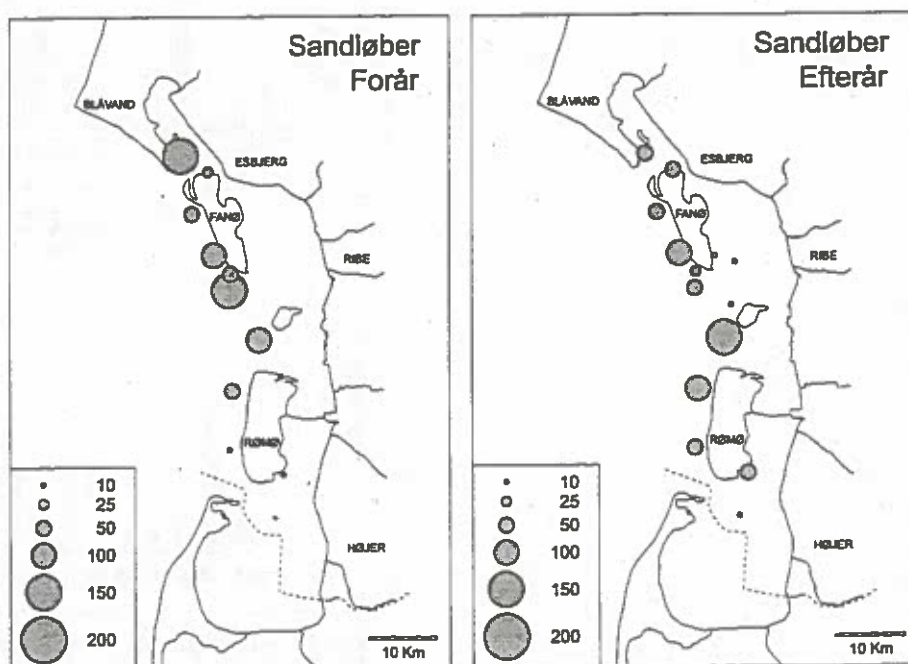 Sandløber
Forår
BLÅVAND
ESBJERG
FANØ
RIBE
RØMØ
HØJER
10
25
50
100
150
200
10 Km
Sandløber
Efterår
BLÅVAND
ESBJERG
FANØ
RIBE
RØMØ
HØJER
10
25
50
100
150
200
10 Km